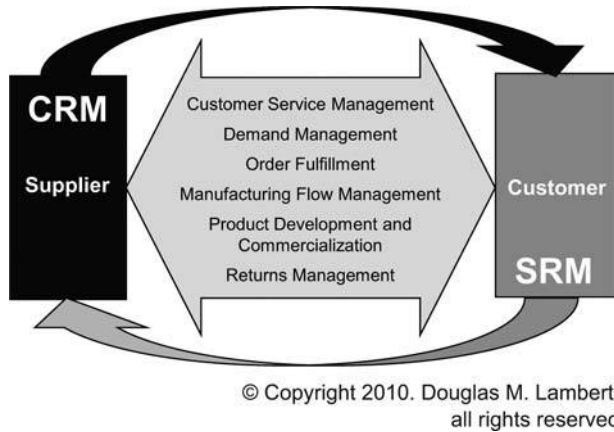 CRM
Supplier
Customer Service Management
Demand Management
Order Fulfillment
Manufacturing Flow Management
Product Development and
Commercialization
Returns Management
Customer
SRM
© Copyright 2010. Douglas M. Lambert
all rights reserved